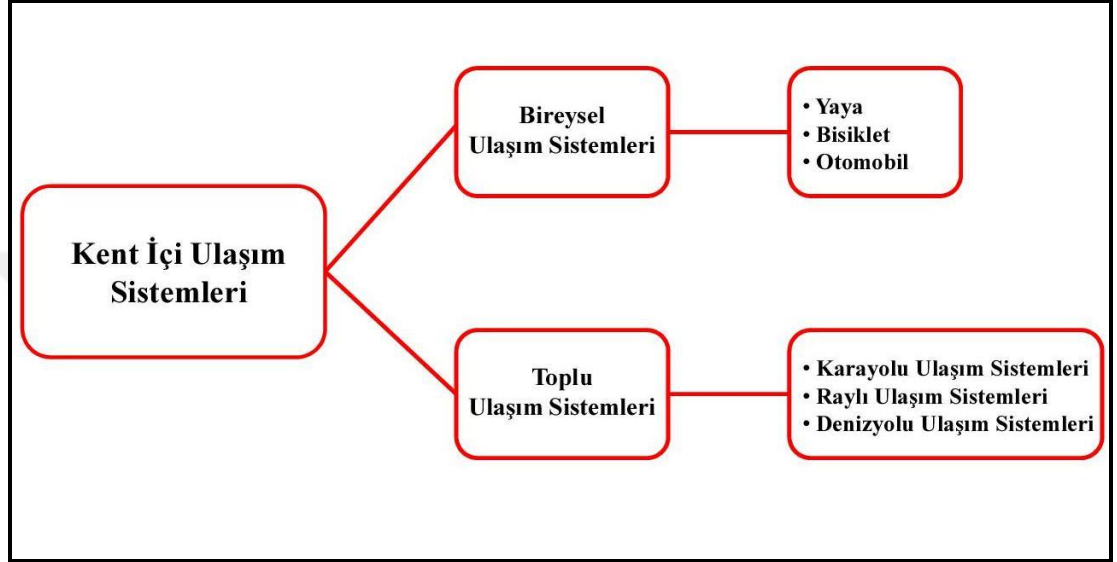 Kent İçi Ulaşım
Sistemleri
Bireysel
Ulaşım Sistemleri
• Yaya
• Bisiklet
• Otomobil
Toplu
Ulaşım Sistemleri
• Karayolu Ulaşım Sistemleri
• Raylı Ulaşım Sistemleri
• Denizyolu Ulaşım Sistemleri